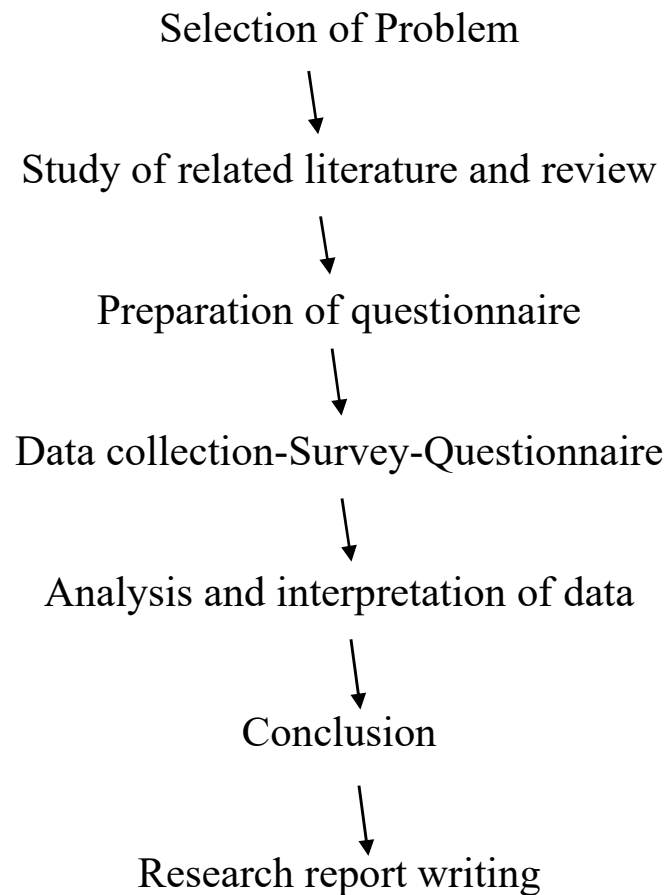 Selection of Problem
Study of related literature and review
Preparation of questionnaire
Data collection-Survey-Questionnaire
Analysis and interpretation of data
Conclusion
Research report writing